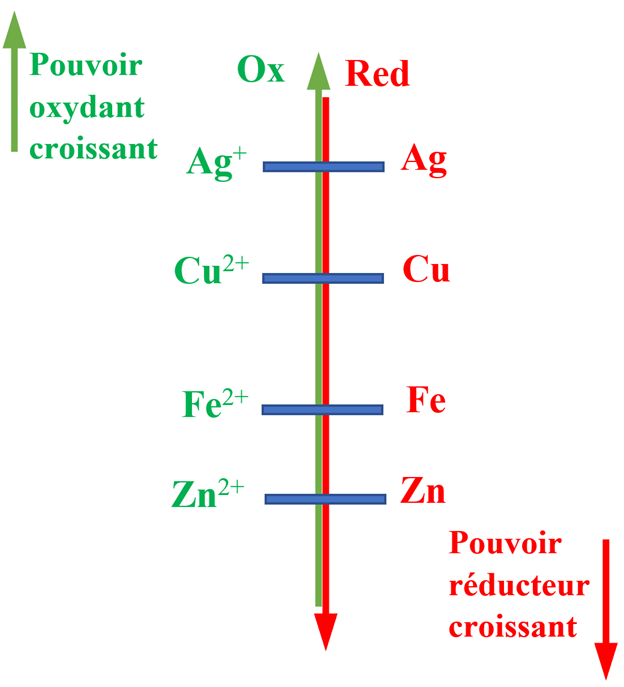 Pouvoir
oxydant
croissant
Ox Red
Ag⁺ Ag
Cu²⁺ Cu
Fe²⁺ Fe
Zn²⁺ Zn
Pouvoir
réducteur
croissant